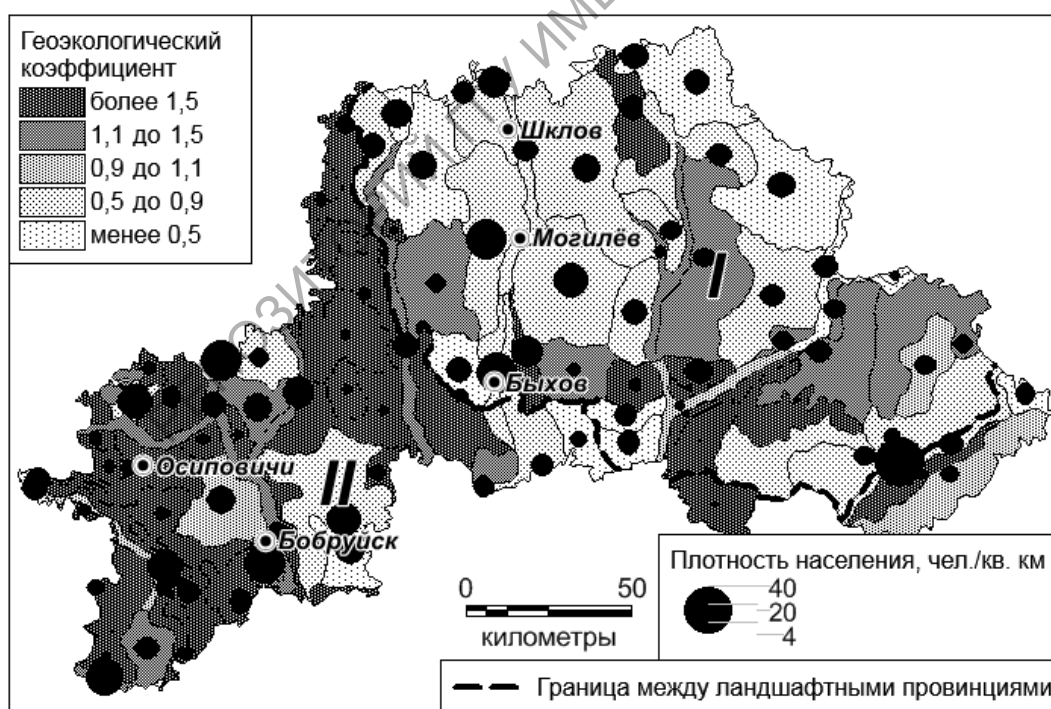 Геоэкологический
коэффициент
более 1,5
1,1 до 1,5
0,9 до 1,1
0,5 до 0,9
менее 0,5
Шклов
Могилёв
I
Быхов
Осиповичи
II
Бобруйск
0 50
километры
Плотность населения, чел./кв. км
40
20
4
Граница между ландшафтными провинциями